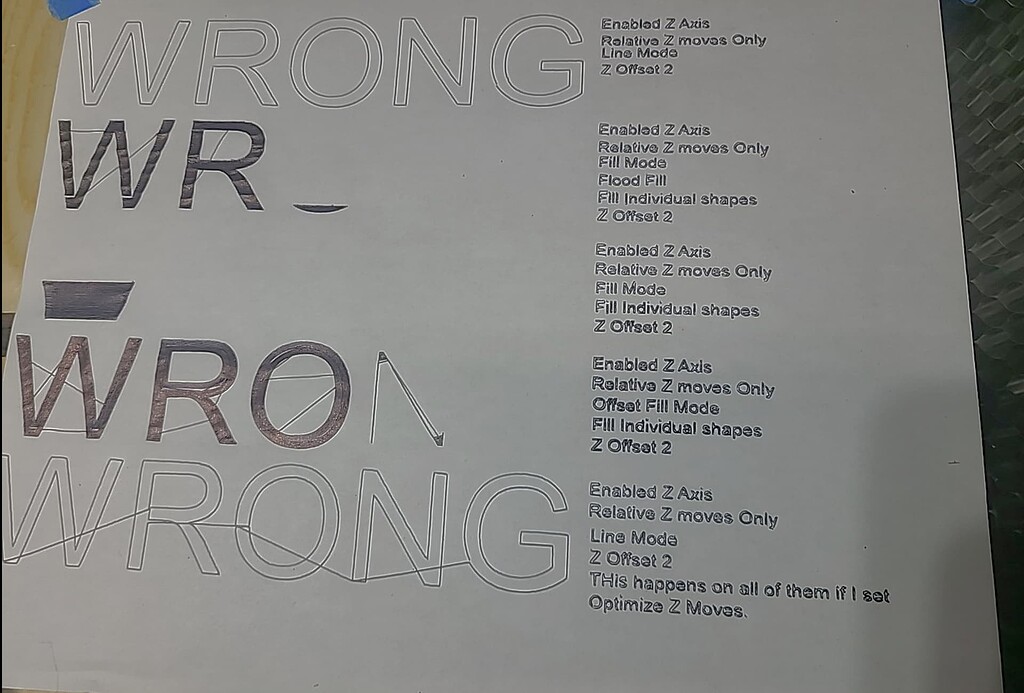 WRONG
Enabled Z Axis
Relative Z moves Only
Line Mode
Z Offset 2
WR
Enabled Z Axis
Relative Z moves Only
Fill Mode
Flood Fill
Fill Individual shapes
Z Offset 2
Enabled Z Axis
Relative Z moves Only
Fill Mode
Fill Individual shapes
Z Offset 2
WRON
Enabled Z Axis
Relative Z moves Only
Offset Fill Mode
Fill Individual shapes
Z Offset 2
WRONG
Enabled Z Axis
Relative Z moves Only
Line Mode
Z Offset 2
THis happens on all of them if I set
Optimize Z Moves.